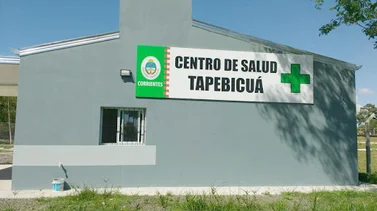 CENTRO DE SALUD
TAPEBICUÁ
CORRIENTES